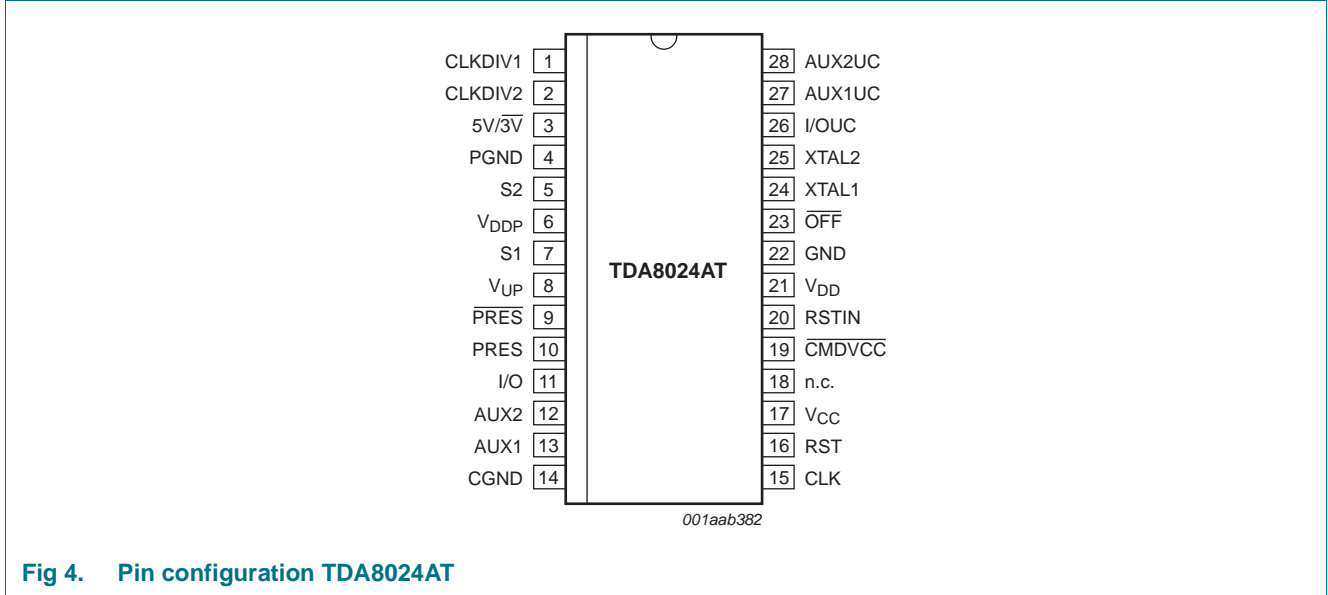 CLKDIV1 1
CLKDIV2 2
5V/3V̅ 3
PGND 4
S2 5
VDDP 6
S1 7
VUP 8
P̅R̅E̅S̅ 9
PRES 10
I/O 11
AUX2 12
AUX1 13
CGND 14
TDA8024AT
28 AUX2UC
27 AUX1UC
26 I/OUC
25 XTAL2
24 XTAL1
23 O̅F̅F̅
22 GND
21 VDD
20 RSTIN
19 C̅M̅D̅V̅C̅C̅
18 n.c.
17 VCC
16 RST
15 CLK
001aab382
Fig 4. Pin configuration TDA8024AT